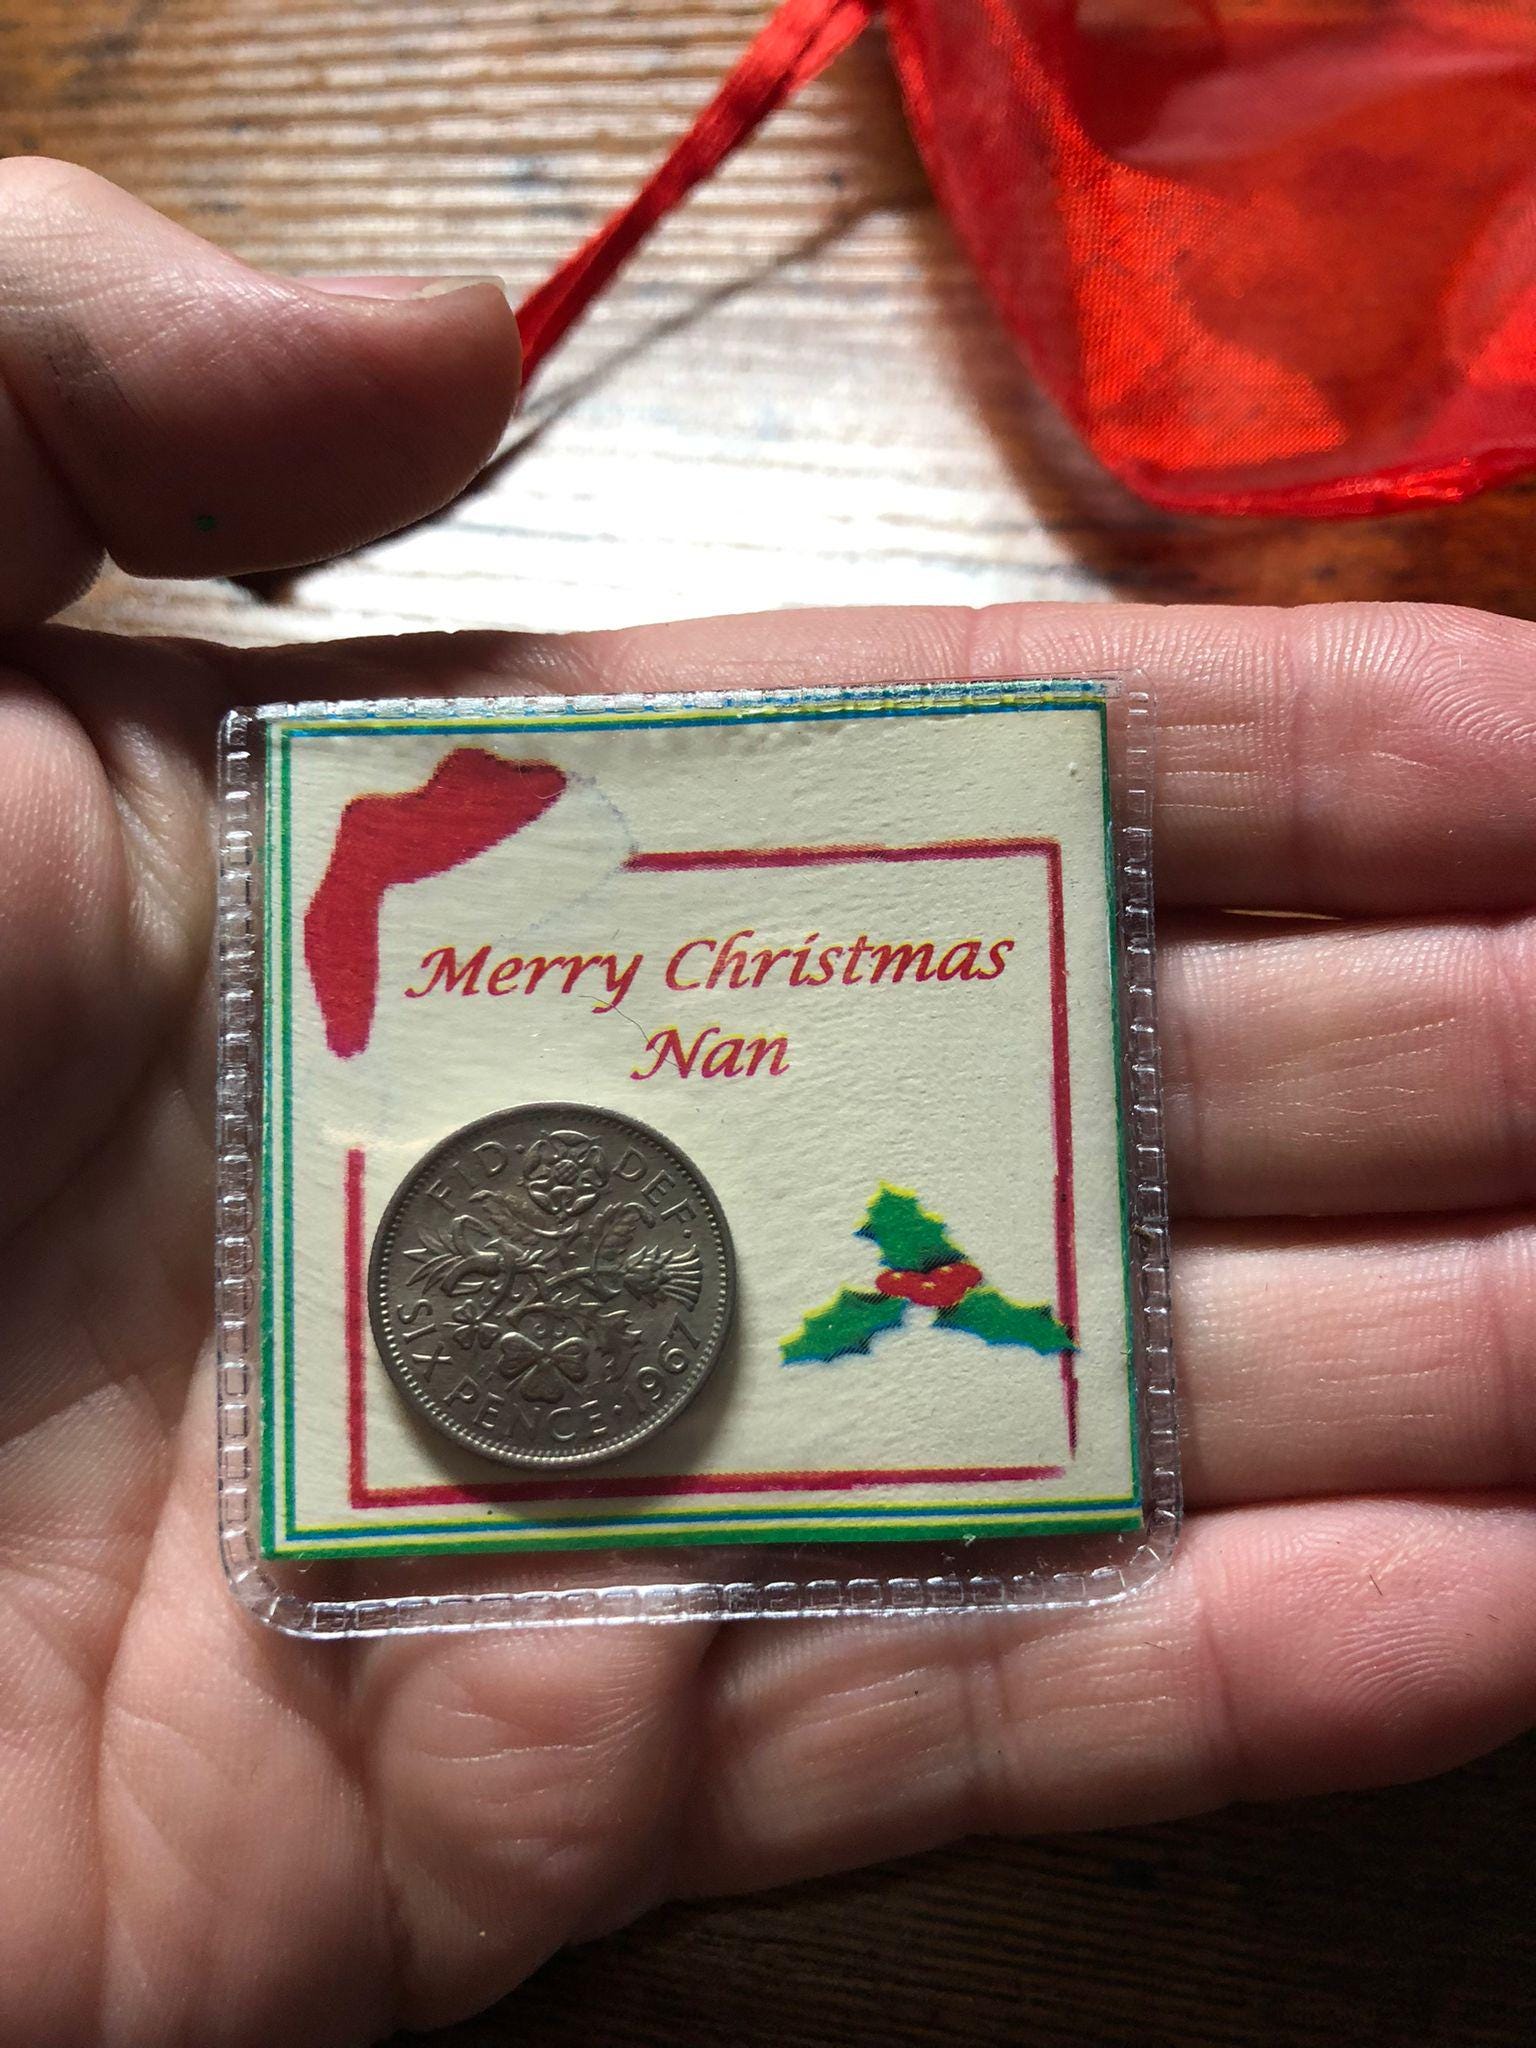 Merry Christmas
Nan
FID · DEF ·
SIX PENCE · 1967